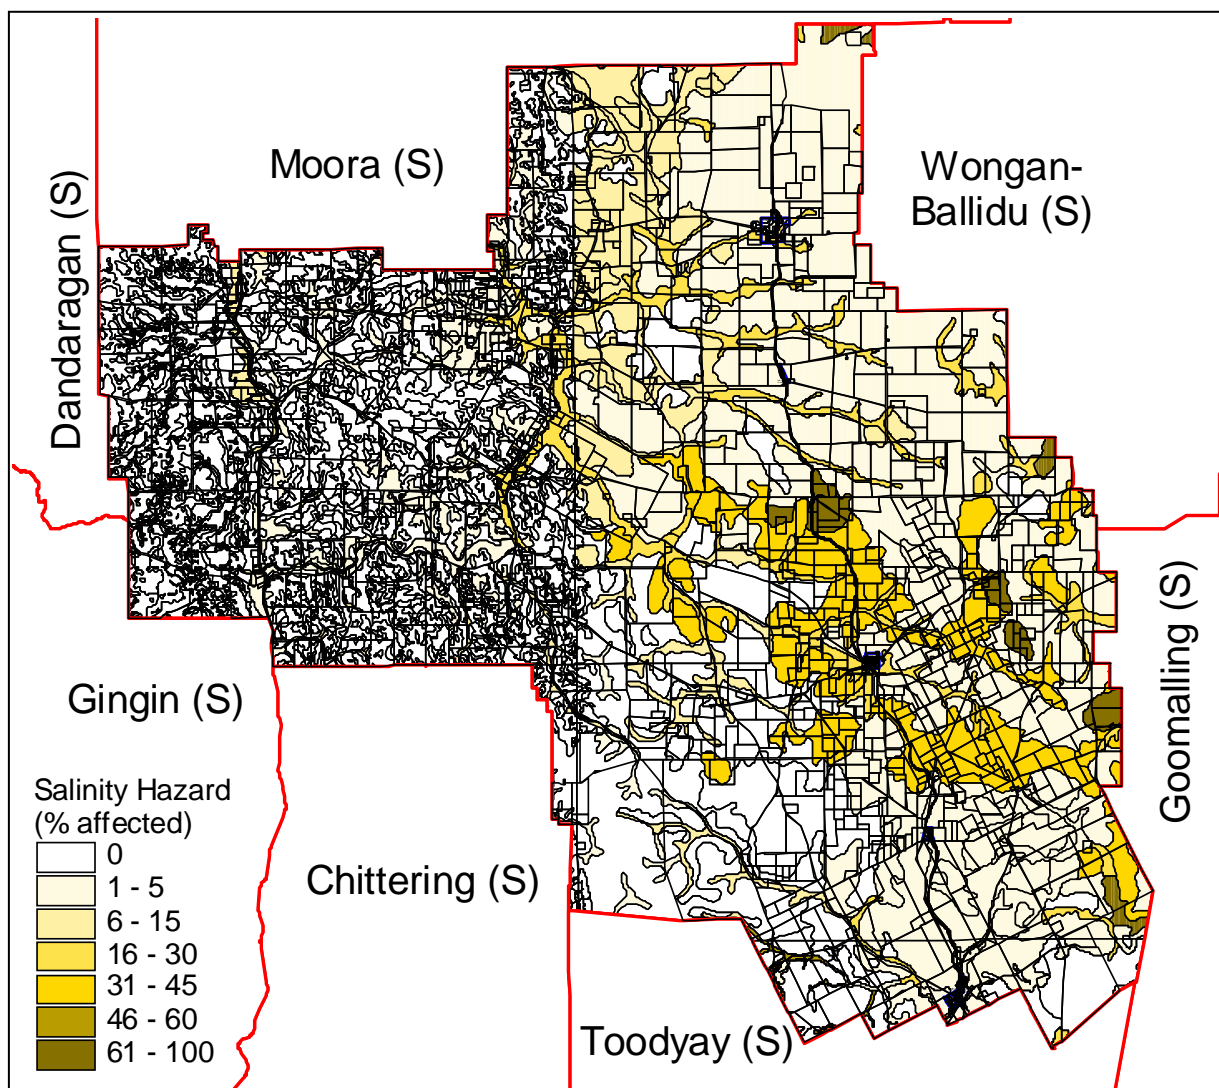 Moora (S)
Wongan-
Ballidu (S)
Dandaragan (S)
Goomalling (S)
Gingin (S)
Chittering (S)
Toodyay (S)
Salinity Hazard
(% affected)
0
1 - 5
6 - 15
16 - 30
31 - 45
46 - 60
61 - 100